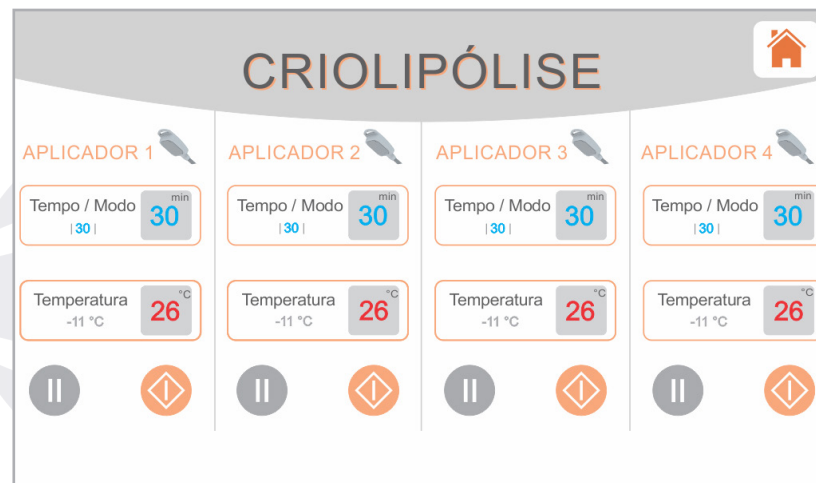 CRIOLIPÓLISE
APLICADOR 1
Tempo / Modo
| 30 |
min
30
Temperatura
-11 °C
°C
26
APLICADOR 2
Tempo / Modo
| 30 |
min
30
Temperatura
-11 °C
°C
26
APLICADOR 3
Tempo / Modo
| 30 |
min
30
Temperatura
-11 °C
°C
26
APLICADOR 4
Tempo / Modo
| 30 |
min
30
Temperatura
-11 °C
°C
26